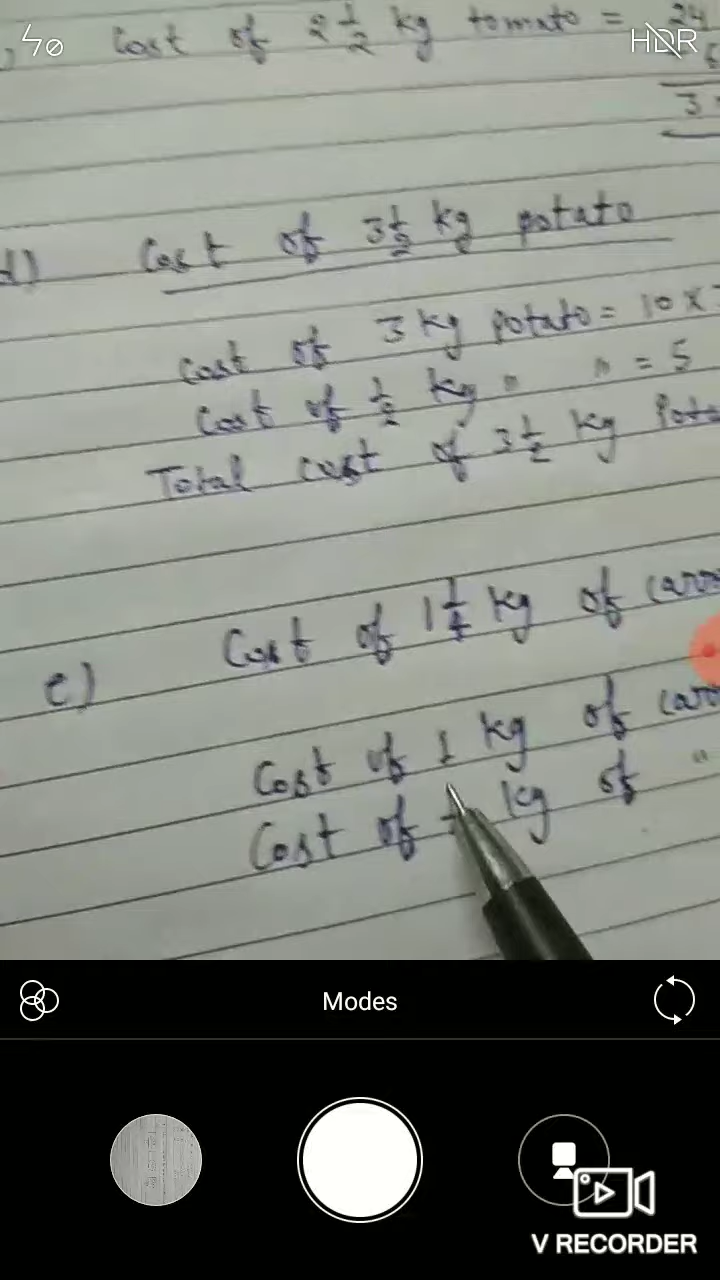 HDR
Cost of 2 1/2 kg tomato = 24
3
d) Cost of 3 1/2 kg potato
Cost of 3 kg potato = 10 x
Cost of 1/2 kg " " = 5
Total cost of 3 1/2 kg
e) Cost of 1 1/4 kg of
Cost of 1 kg of
Cost of kg of "
Modes
V RECORDER